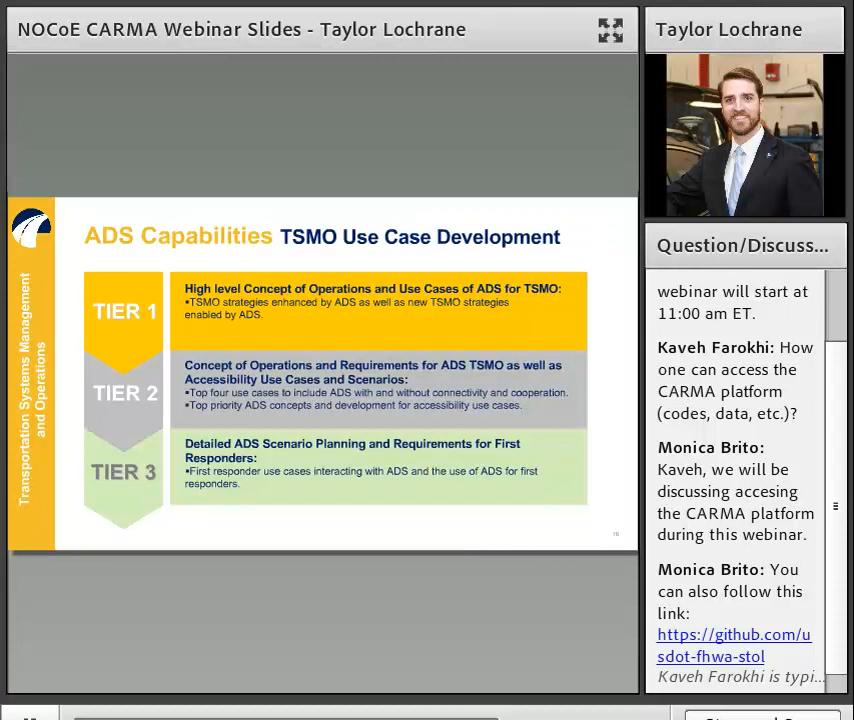 NOCoE CARMA Webinar Slides - Taylor Lochrane
Transportation Systems Management
and Operations
ADS Capabilities TSMO Use Case Development
TIER 1
High level Concept of Operations and Use Cases of ADS for TSMO:
▪TSMO strategies enhanced by ADS as well as new TSMO strategies
enabled by ADS.
TIER 2
Concept of Operations and Requirements for ADS TSMO as well as
Accessibility Use Cases and Scenarios:
▪Top four use cases to include ADS with and without connectivity and cooperation.
▪Top priority ADS concepts and development for accessibility use cases.
TIER 3
Detailed ADS Scenario Planning and Requirements for First
Responders:
▪First responder use cases interacting with ADS and the use of ADS for first
responders.
Taylor Lochrane
Question/Discuss...
webinar will start at
11:00 am ET.
Kaveh Farokhi: How
one can access the
CARMA platform
(codes, data, etc.)?
Monica Brito:
Kaveh, we will be
discussing accesing
the CARMA platform
during this webinar.
Monica Brito: You
can also follow this
link:
https://github.com/u
sdot-fhwa-stol
Kaveh Farokhi is typi...